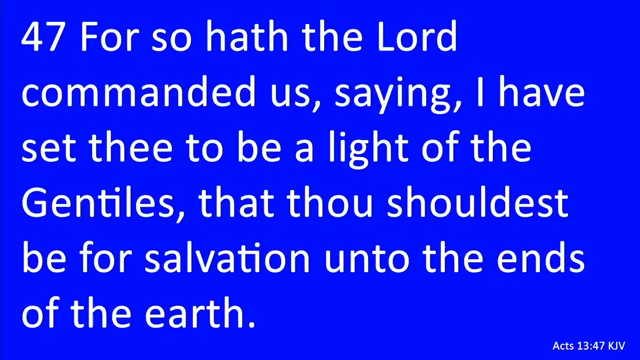 47 For so hath the Lord
commanded us, saying, I have
set thee to be a light of the
Gentiles, that thou shouldest
be for salvation unto the ends
of the earth.
Acts 13:47 KJV